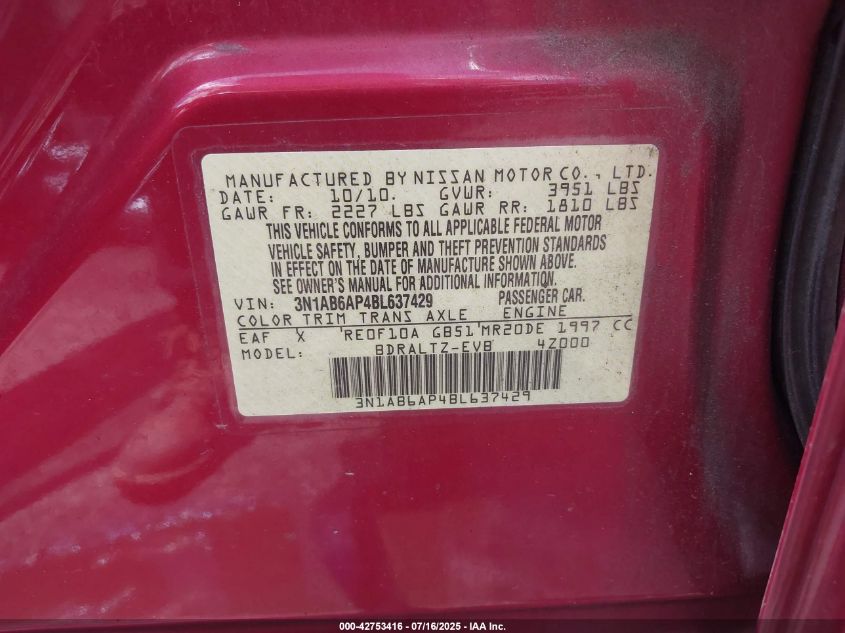 MANUFACTURED BY NISSAN MOTOR CO., LTD.
DATE: 10/10. GVWR: 3951 LBS
GAWR FR: 2227 LBS GAWR RR: 1810 LBS
THIS VEHICLE CONFORMS TO ALL APPLICABLE FEDERAL MOTOR
VEHICLE SAFETY, BUMPER AND THEFT PREVENTION STANDARDS
IN EFFECT ON THE DATE OF MANUFACTURE SHOWN ABOVE.
SEE OWNER'S MANUAL FOR ADDITIONAL INFORMATION.
VIN: 3N1AB6AP4BL637429 PASSENGER CAR.
COLOR TRIM TRANS AXLE ENGINE
EAF X RE0F10A GB51 MR20DE 1997 CC
MODEL: BDRALTZ-EVB 4Z000
3N1AB6AP4BL637429
000-42753416 - 07/16/2025 - IAA Inc.